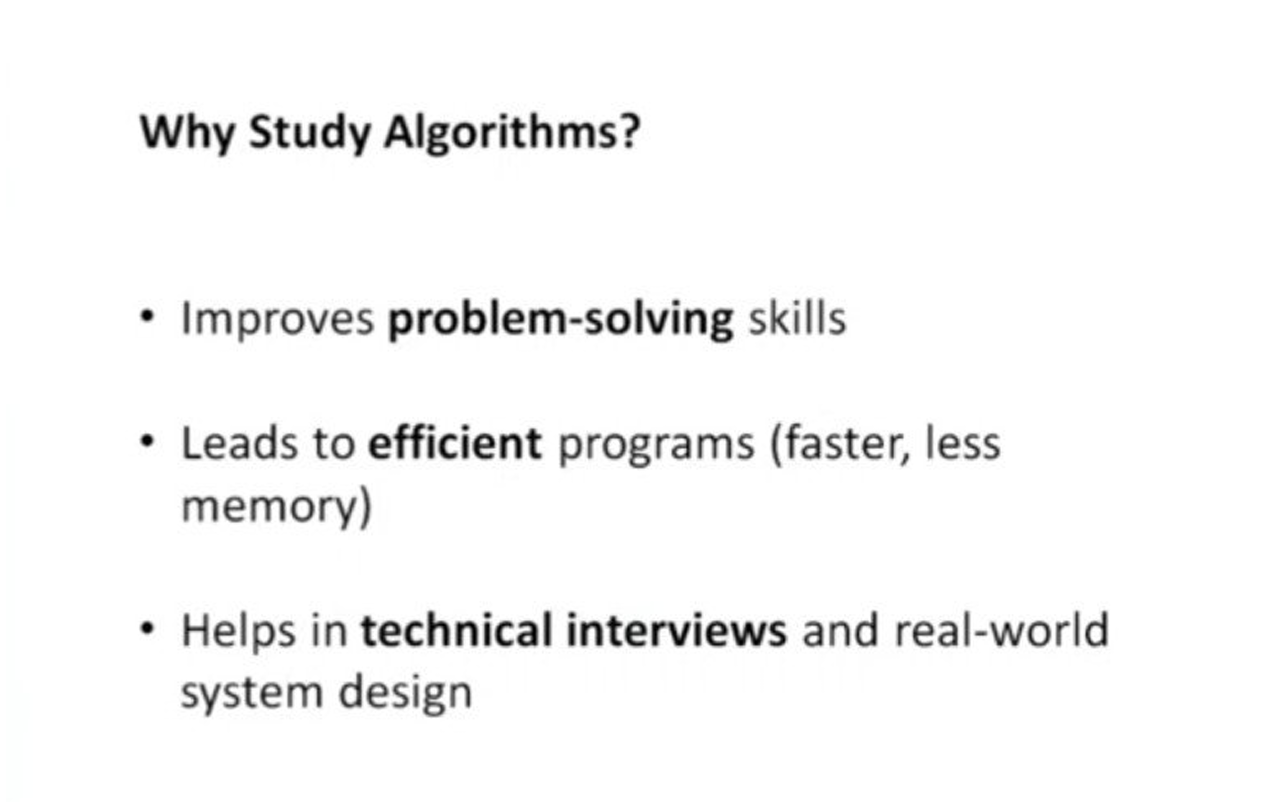 Why Study Algorithms?
• Improves problem-solving skills
• Leads to efficient programs (faster, less
memory)
• Helps in technical interviews and real-world
system design